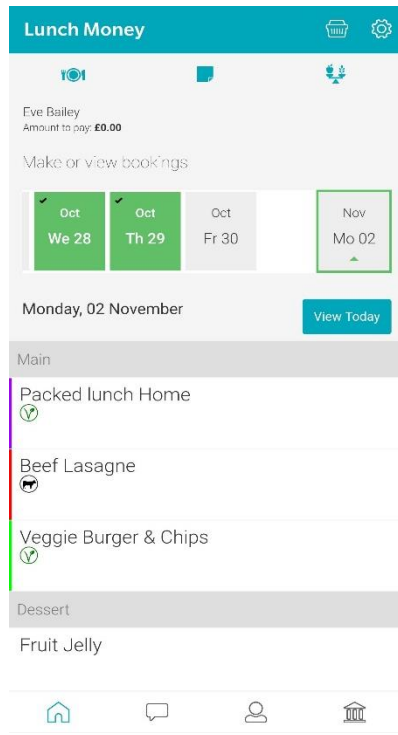 Lunch Money
Eve Bailey
Amount to pay: £0.00
Make or view bookings
Oct Oct Oct Nov
We 28 Th 29 Fr 30 Mo 02
Monday, 02 November
View Today
Main
Packed lunch Home
Beef Lasagne
Veggie Burger & Chips
Dessert
Fruit Jelly